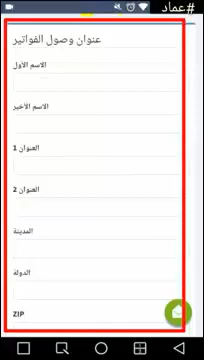 #عماد
عنوان وصول الفواتير
الاسم الأول
الاسم الأخير
العنوان 1
العنوان 2
المدينة
الدولة
ZIP